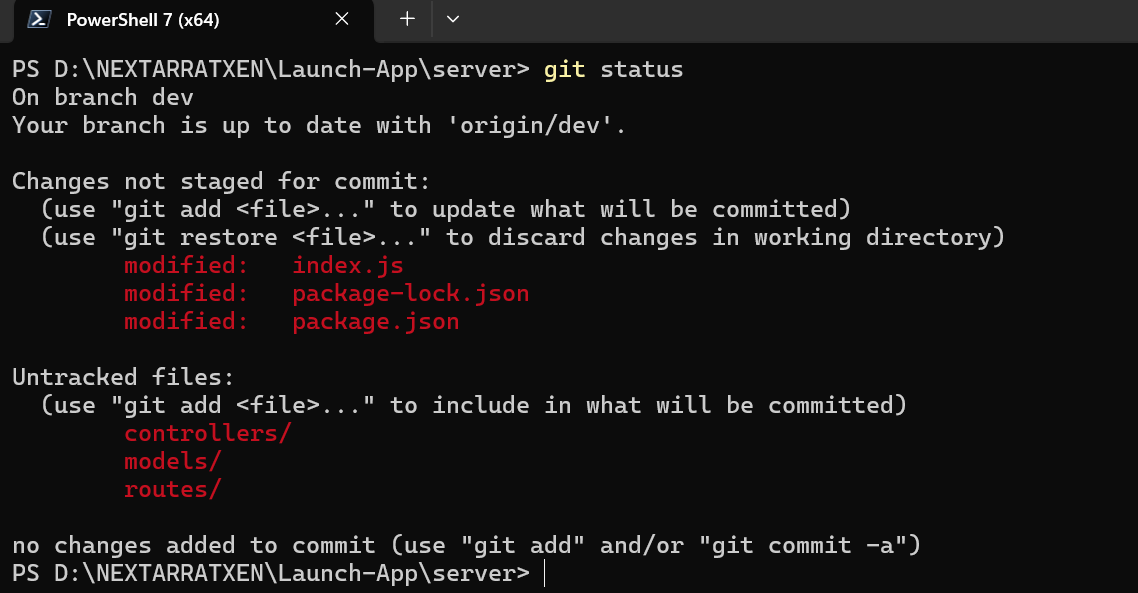 PowerShell 7 (x64)
PS D:\NEXTARRATXEN\Launch-App\server> git status
On branch dev
Your branch is up to date with 'origin/dev'.
Changes not staged for commit:
  (use "git add <file>..." to update what will be committed)
  (use "git restore <file>..." to discard changes in working directory)
        modified:   index.js
        modified:   package-lock.json
        modified:   package.json
Untracked files:
  (use "git add <file>..." to include in what will be committed)
        controllers/
        models/
        routes/
no changes added to commit (use "git add" and/or "git commit -a")
PS D:\NEXTARRATXEN\Launch-App\server>